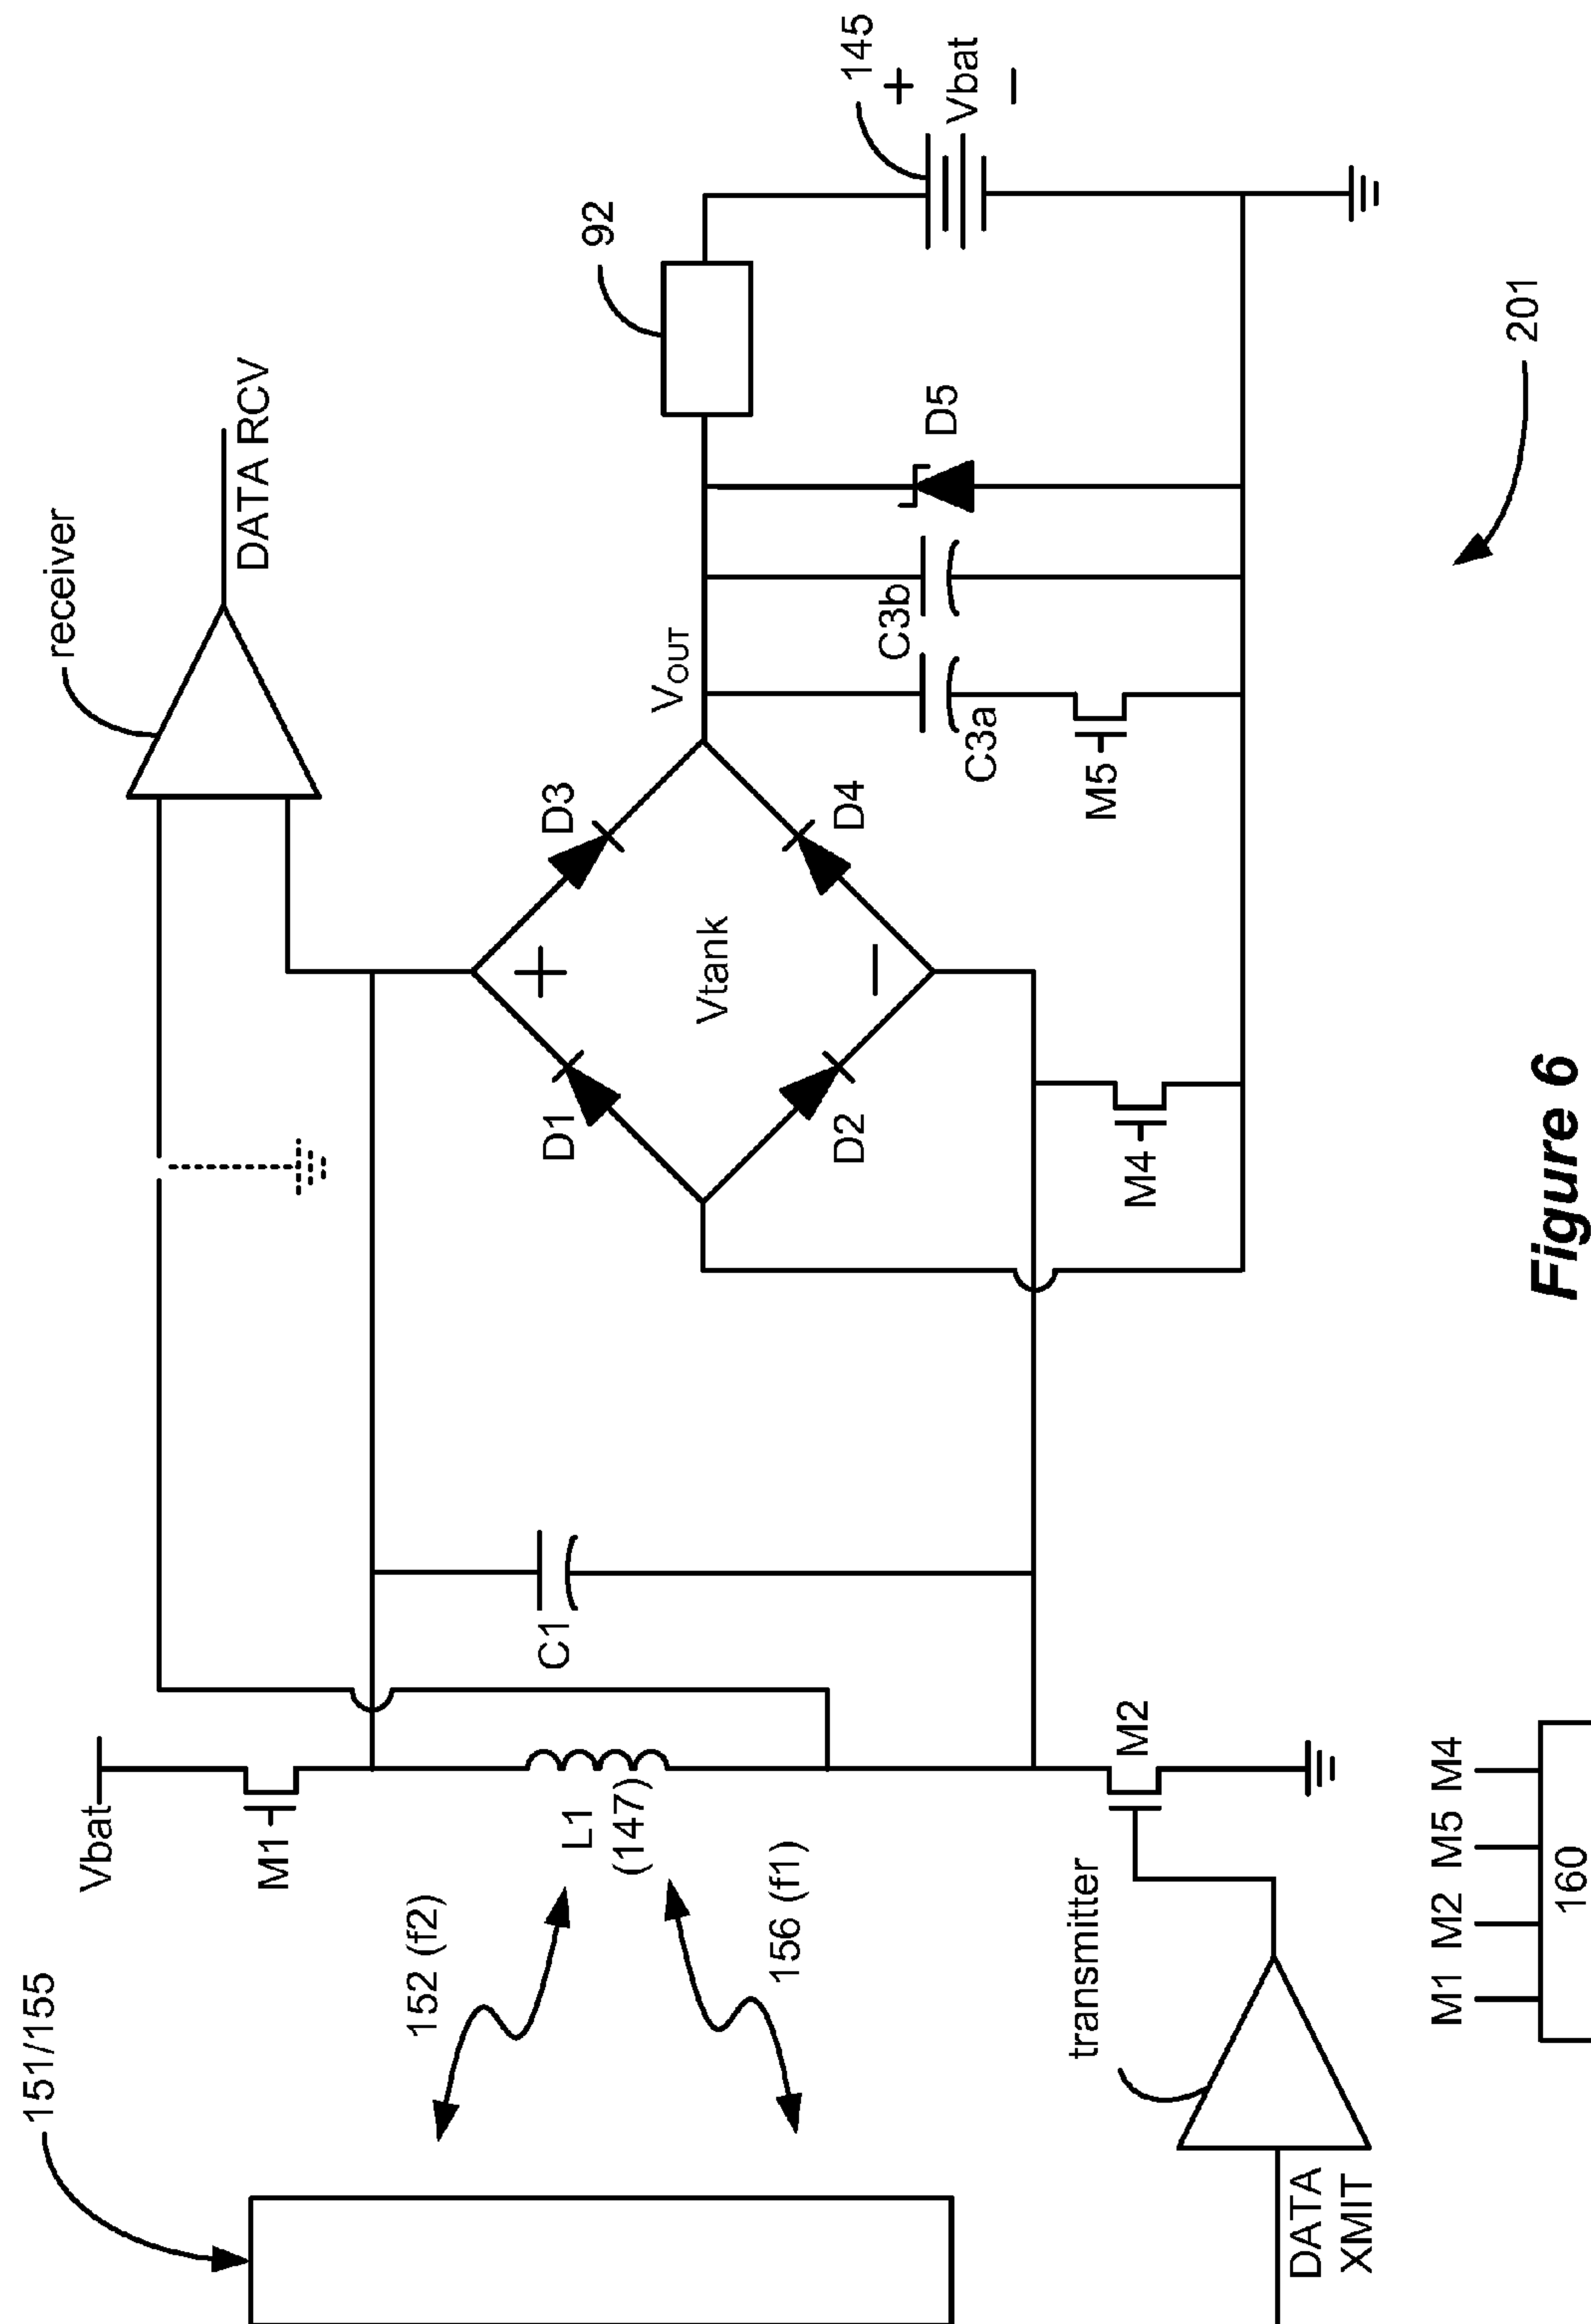 151/155
152 (f2)
156 (f1)
Vbat
M1
L1
(147)
C1
M2
transmitter
DATA
XMIT
M1 M2 M5 M4
160
receiver
DATA RCV
D1
D3
+
Vtank
−
D2
D4
VOUT
M4
M5
C3a
C3b
D5
92
145
+
Vbat
−
201
Figure 6